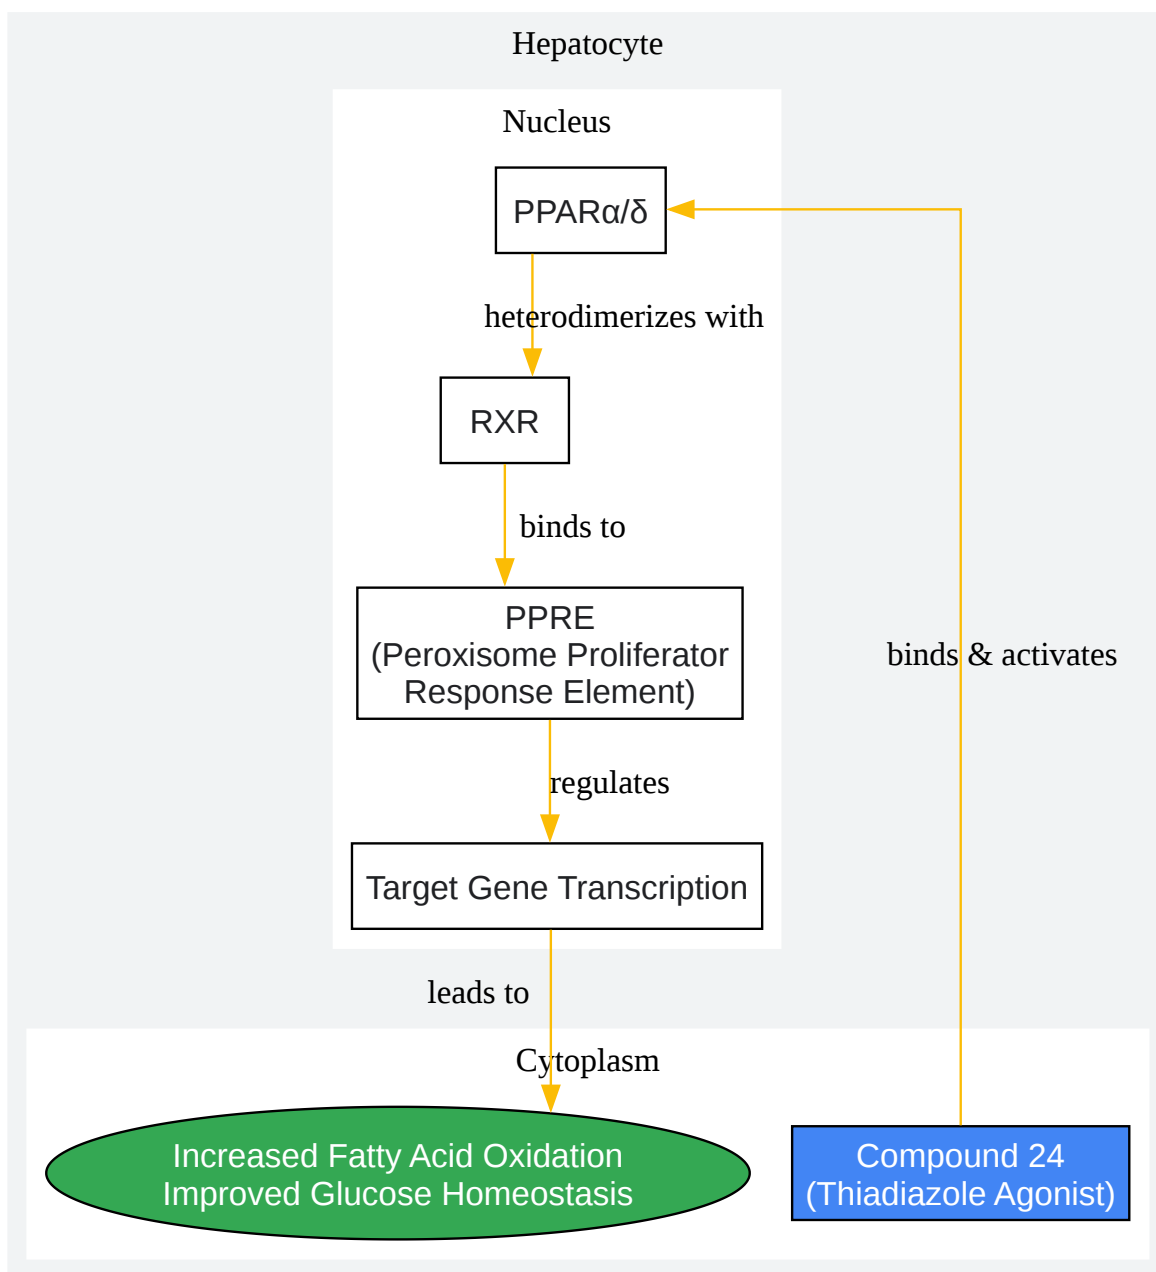 Hepatocyte
Nucleus
PPARα/δ
heterodimerizes with
RXR
binds to
PPRE
(Peroxisome Proliferator
Response Element)
binds & activates
regulates
Target Gene Transcription
leads to
Cytoplasm
Increased Fatty Acid Oxidation
Improved Glucose Homeostasis
Compound 24
(Thiadiazole Agonist)